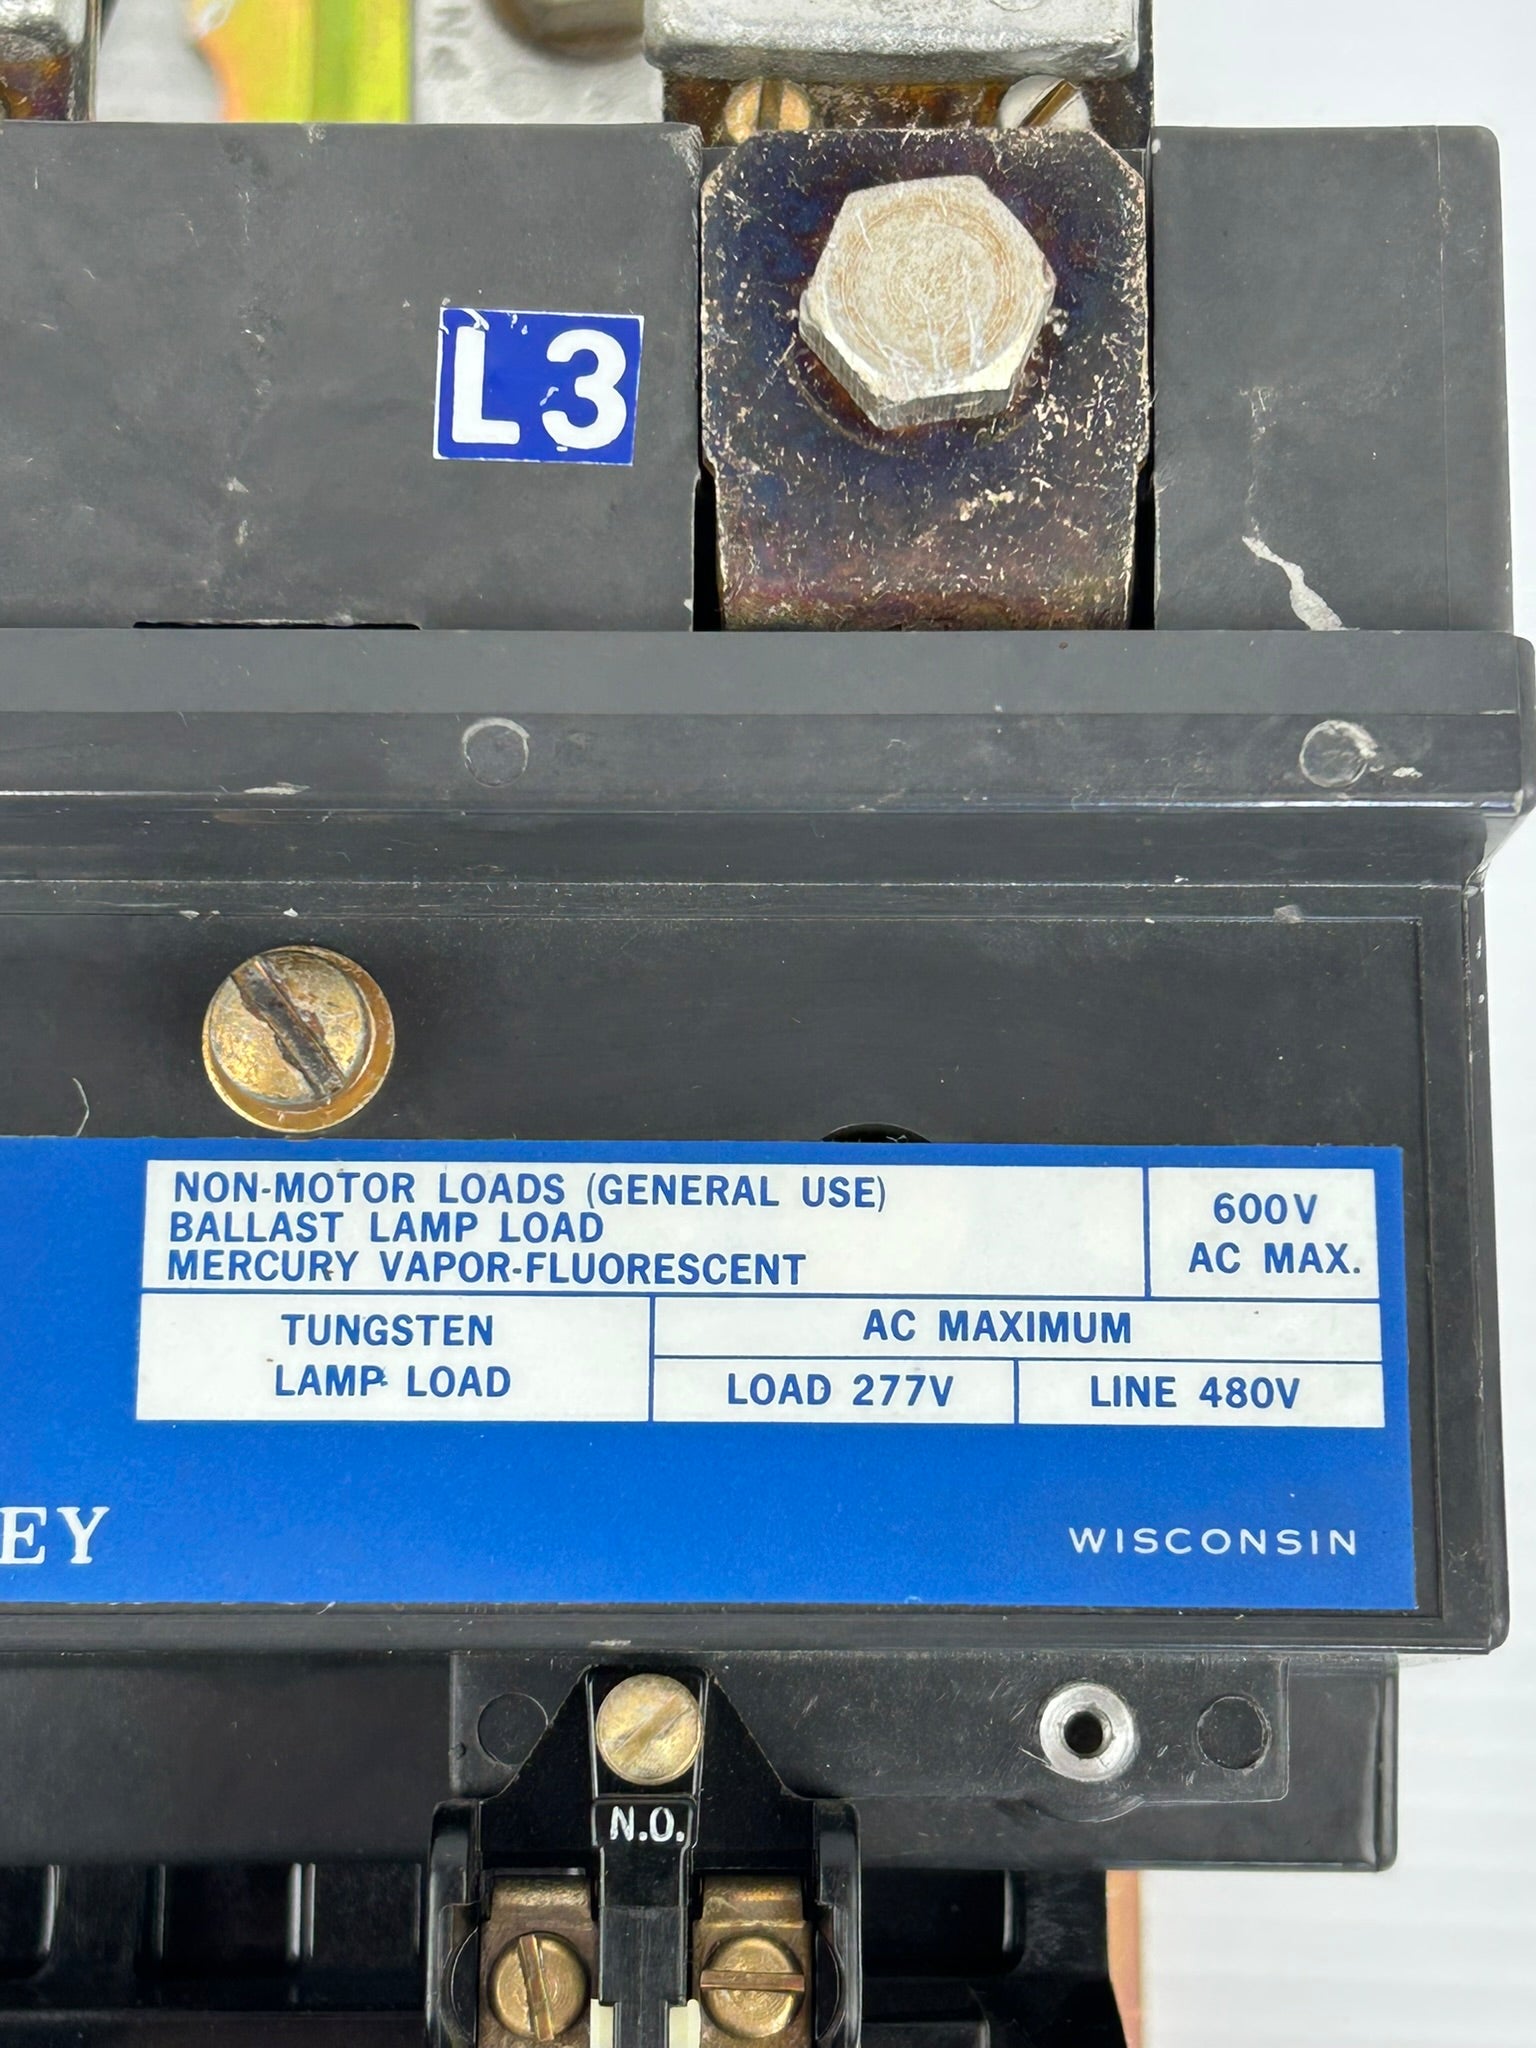 L3
NON-MOTOR LOADS (GENERAL USE)
BALLAST LAMP LOAD
MERCURY VAPOR-FLUORESCENT
600V
AC MAX.
TUNGSTEN
LAMP LOAD
AC MAXIMUM
LOAD 277V
LINE 480V
EY
WISCONSIN
N.O.